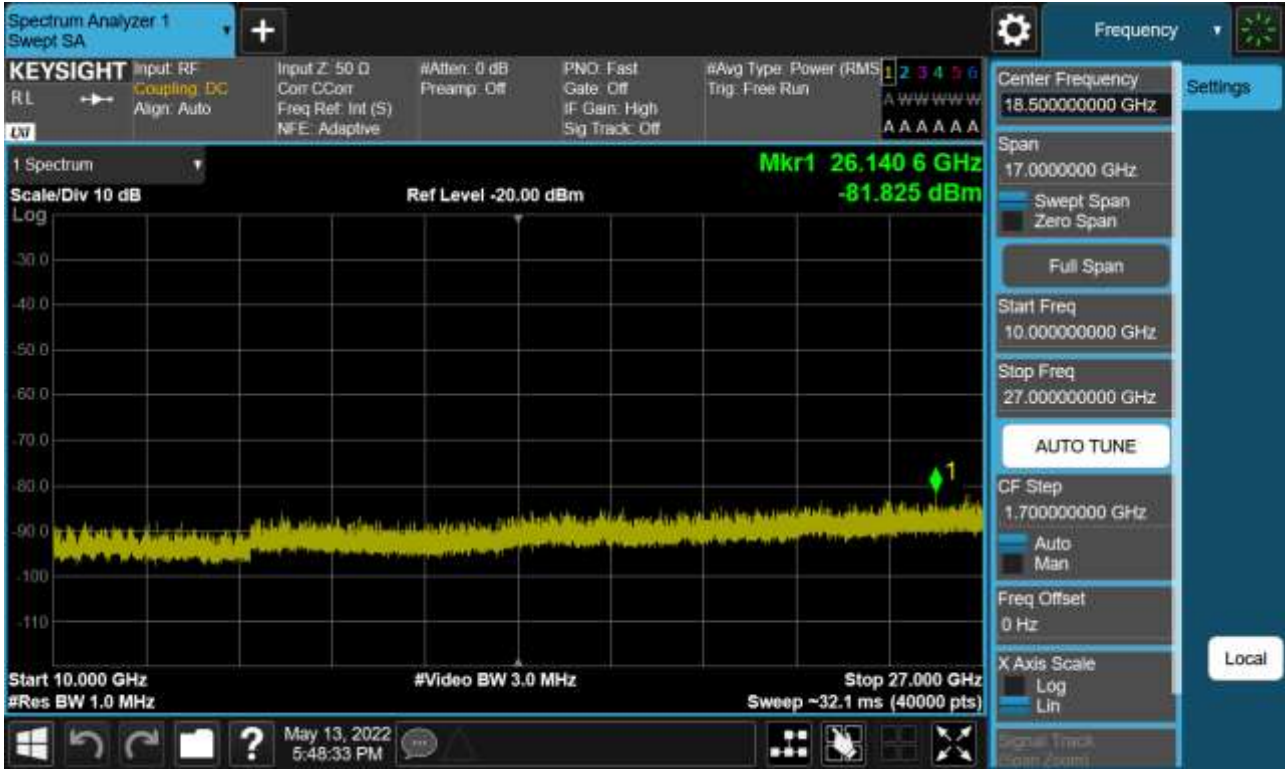 Spectrum Analyzer 1
Swept SA
+
Frequency
KEYSIGHT
RL
LXI
Input: RF
Coupling: DC
Align: Auto
Input Z: 50 Ω
Corr CCorr
Freq Ref: Int (S)
NFE: Adaptive
#Atten: 0 dB
Preamp: Off
PNO: Fast
Gate: Off
IF Gain: High
Sig Track: Off
#Avg Type: Power (RMS
Trig: Free Run
1 2 3 4 5 6
A W W W W W
A A A A A A
1 Spectrum
Scale/Div 10 dB
Ref Level -20.00 dBm
Mkr1 26.140 6 GHz
-81.825 dBm
Log
-30.0
-40.0
-50.0
-60.0
-70.0
-80.0
-90.0
-100
-110
1
Start 10.000 GHz
#Res BW 1.0 MHz
#Video BW 3.0 MHz
Stop 27.000 GHz
Sweep ~32.1 ms (40000 pts)
Center Frequency
18.500000000 GHz
Settings
Span
17.0000000 GHz
Swept Span
Zero Span
Full Span
Start Freq
10.000000000 GHz
Stop Freq
27.000000000 GHz
AUTO TUNE
CF Step
1.700000000 GHz
Auto
Man
Freq Offset
0 Hz
X Axis Scale
Log
Lin
Signal Track
(Span Zoom)
Local
?
May 13, 2022
5:48:33 PM